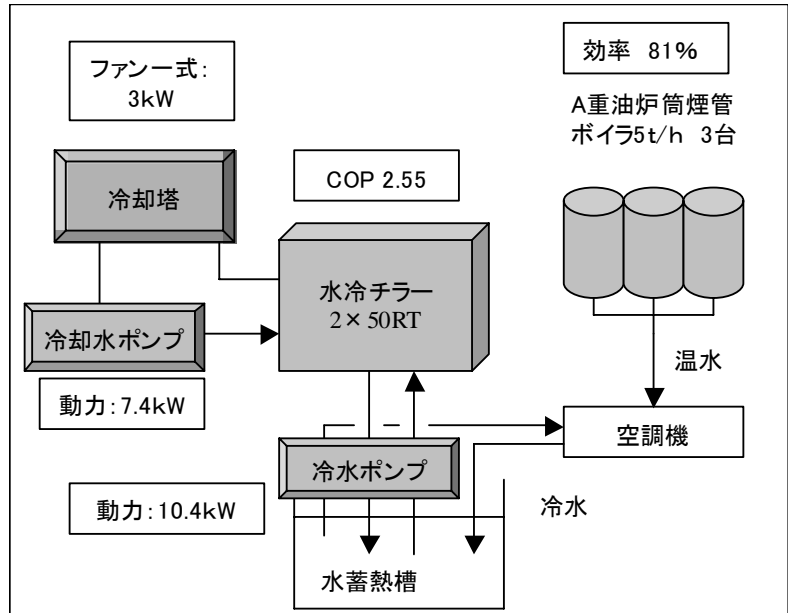 ファン一式:
3kW
効率 81%
A重油炉筒煙管
ボイラ5t/h 3台
冷却塔
COP 2.55
水冷チラー
2×50RT
冷却水ポンプ
動力:7.4kW
温水
空調機
冷水ポンプ
動力:10.4kW
冷水
水蓄熱槽